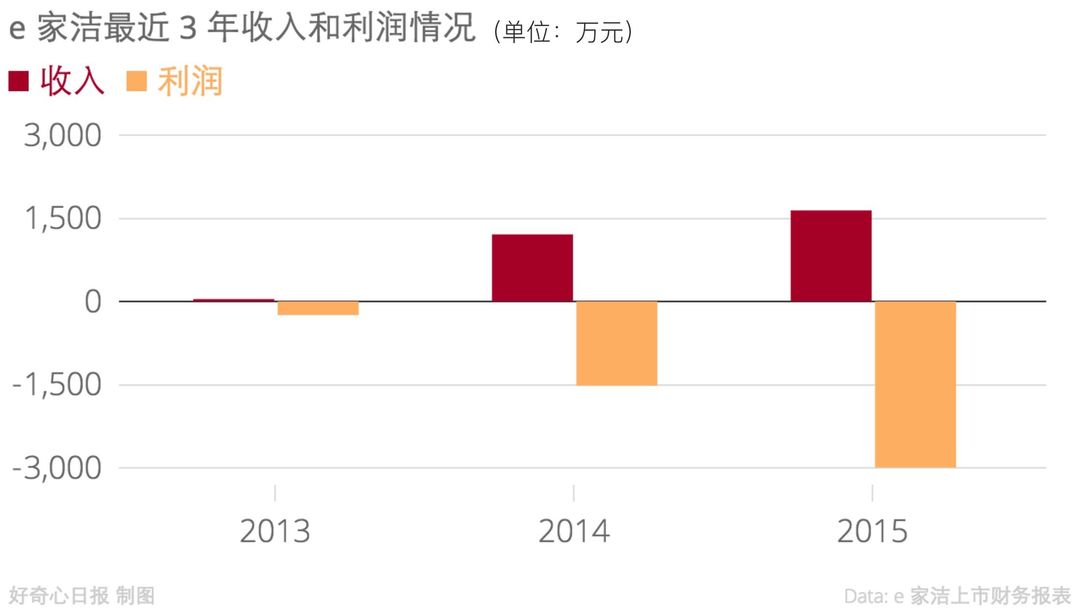 e 家洁最近 3 年收入和利润情况 (单位：万元)
收入 利润
3,000
1,500
0
-1,500
-3,000
2013 2014 2015
好奇心日报 制图 Data: e 家洁上市财务报表